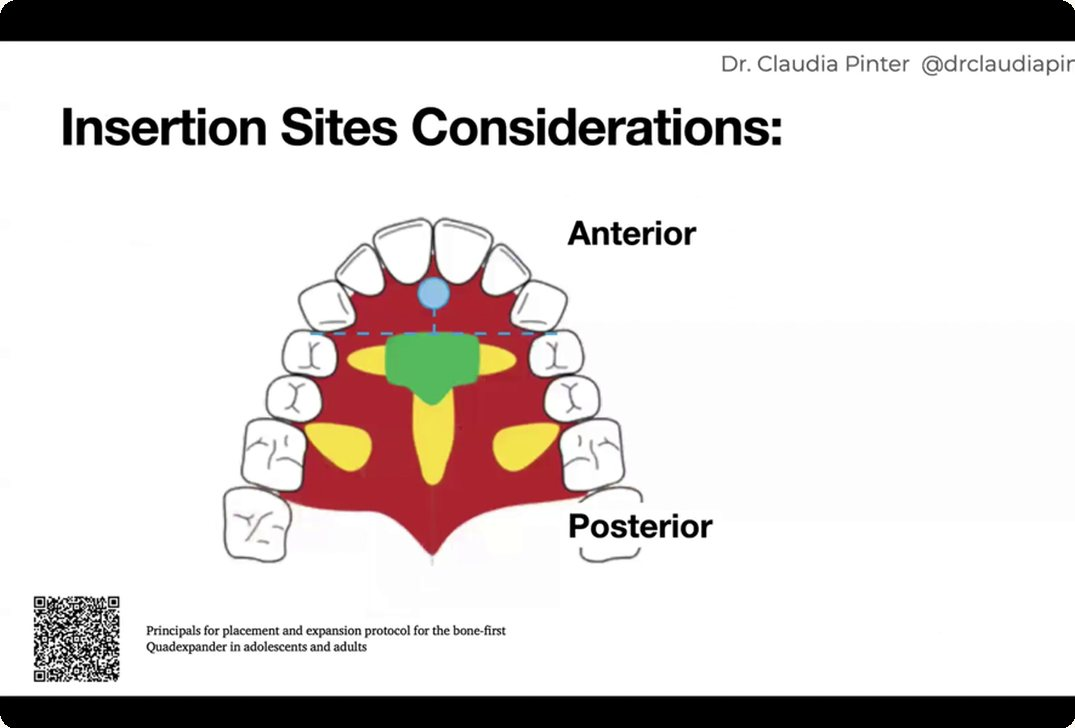 Dr. Claudia Pinter @drclaudiapin
Insertion Sites Considerations:
Anterior
Posterior
Principals for placement and expansion protocol for the bone-first
Quadexpander in adolescents and adults